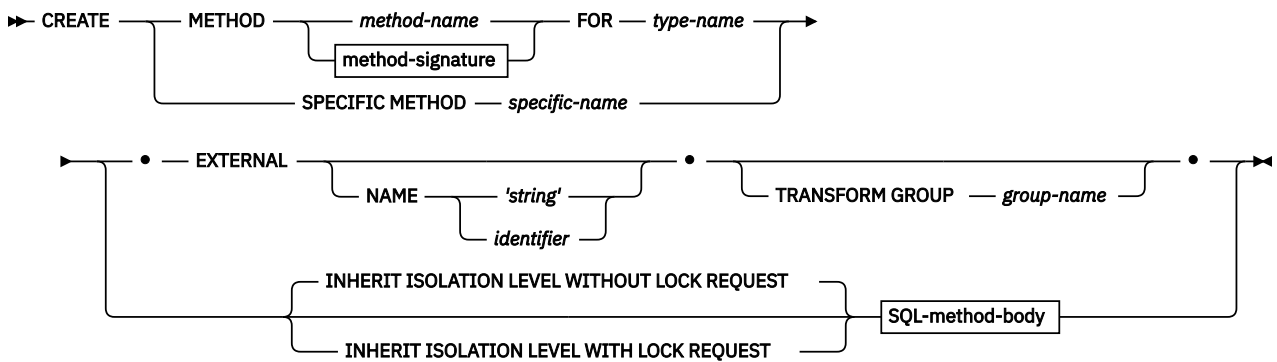 CREATE METHOD method-name FOR type-name
method-signature
SPECIFIC METHOD specific-name
EXTERNAL
NAME 'string' TRANSFORM GROUP group-name
identifier
INHERIT ISOLATION LEVEL WITHOUT LOCK REQUEST
SQL-method-body
INHERIT ISOLATION LEVEL WITH LOCK REQUEST